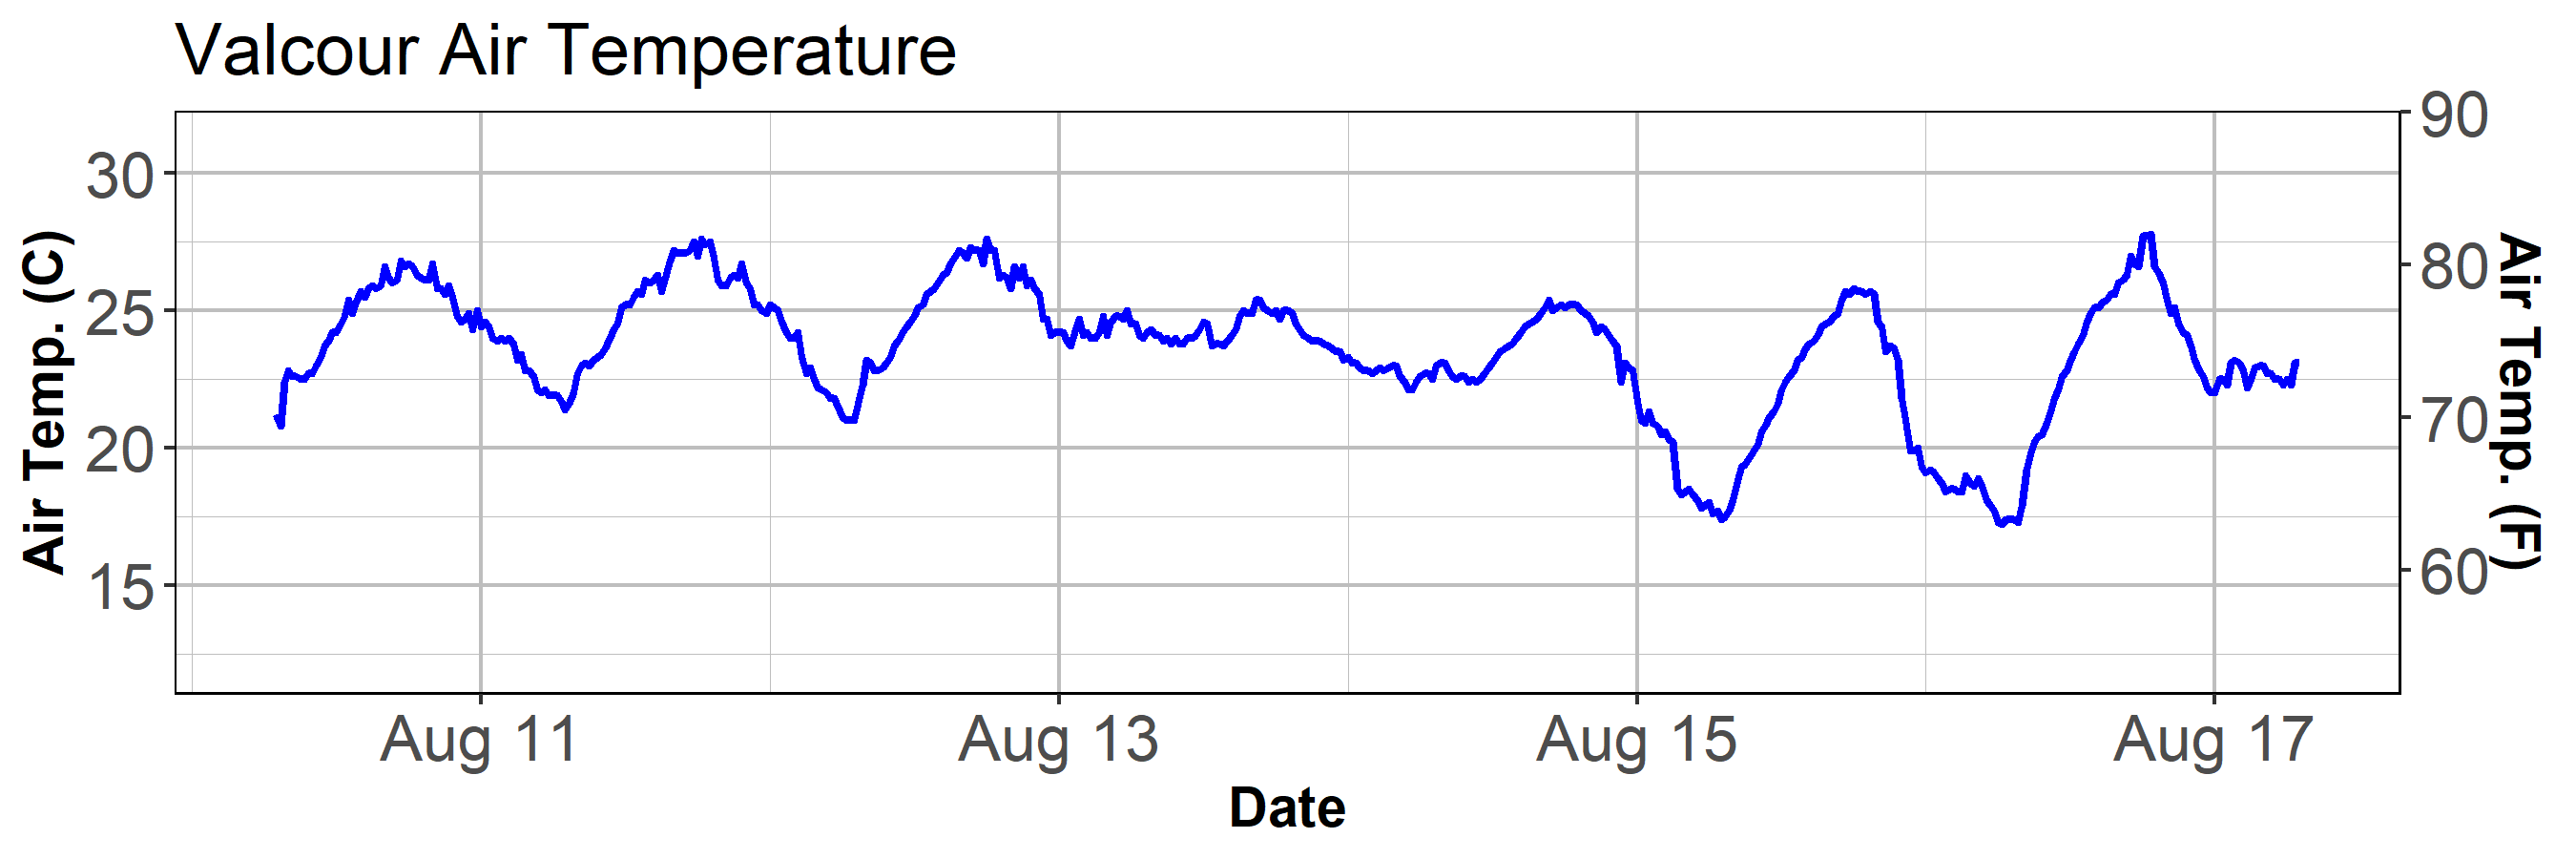 Valcour Air Temperature
Air Temp. (C)
30
25
20
15
90
80
70
60
Air Temp. (F)
Aug 11
Aug 13
Aug 15
Aug 17
Date